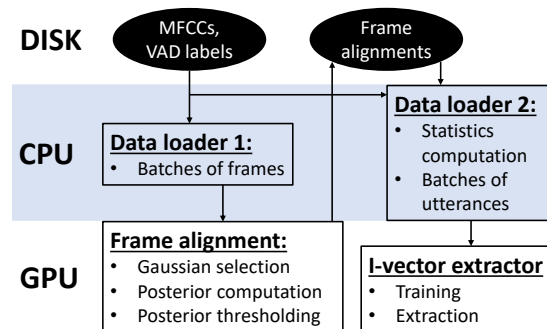 DISK
MFCCs,
VAD labels
Frame
alignments
CPU
Data loader 1:
• Batches of frames
Data loader 2:
• Statistics
computation
• Batches of
utterances
GPU
Frame alignment:
• Gaussian selection
• Posterior computation
• Posterior thresholding
I-vector extractor
• Training
• Extraction